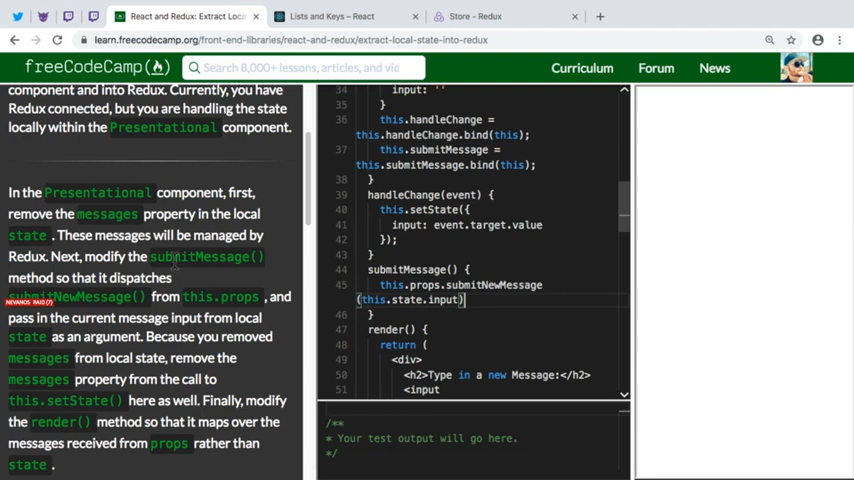 React and Redux: Extract Loca
Lists and Keys – React
Store - Redux
learn.freecodecamp.org/front-end-libraries/react-and-redux/extract-local-state-into-redux
freeCodeCamp
Search 8,000+ lessons, articles, and vid
Curriculum
Forum
News
component and into Redux. Currently, you have
Redux connected, but you are handling the state
locally within the Presentational component.
In the Presentational component, first,
remove the messages property in the local
state . These messages will be managed by
Redux. Next, modify the submitMessage()
method so that it dispatches
submitNewMessage() from this.props , and
NEVANOS RAID (7)
pass in the current message input from local
state as an argument. Because you removed
messages from local state, remove the
messages property from the call to
this.setState() here as well. Finally, modify
the render() method so that it maps over the
messages received from props rather than
state .
34 input: ''
35 }
36 this.handleChange =
this.handleChange.bind(this);
37 this.submitMessage =
this.submitMessage.bind(this);
38 }
39 handleChange(event) {
40 this.setState({
41 input: event.target.value
42 });
43 }
44 submitMessage() {
45 this.props.submitNewMessage
(this.state.input)
46 }
47 render() {
48 return (
49 <div>
50 <h2>Type in a new Message:</h2>
51 <input
/**
* Your test output will go here.
*/